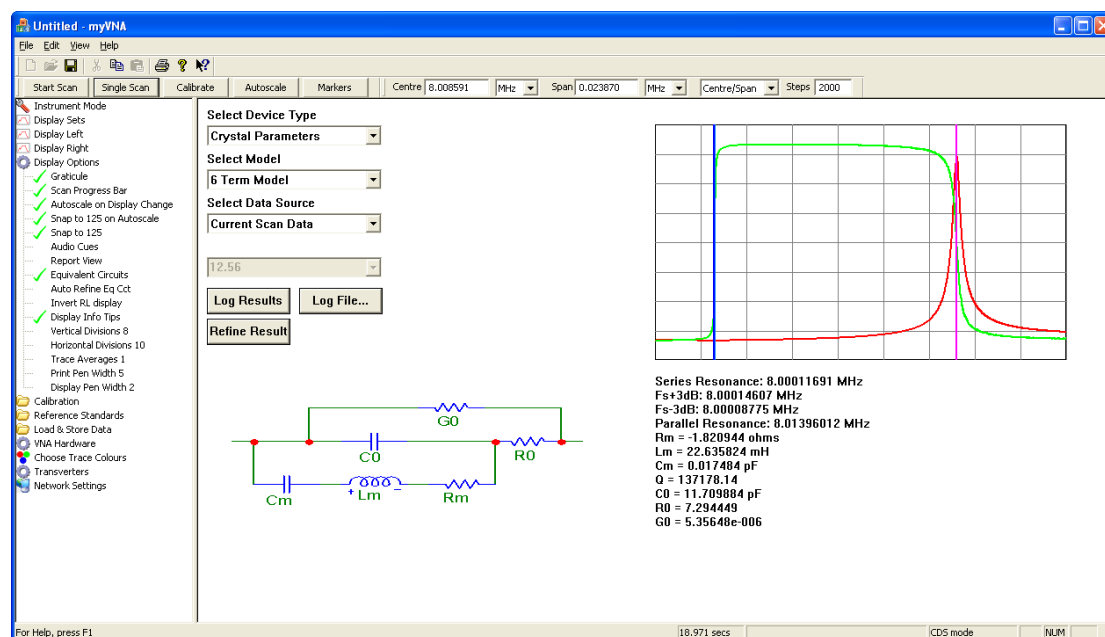 Untitled - myVNA
File Edit View Help
Start Scan Single Scan Calibrate Autoscale Markers Centre 8.008591 MHz Span 0.023870 MHz Centre/Span Steps 2000
Instrument Mode
Display Sets
Display Left
Display Right
Display Options
Graticule
Scan Progress Bar
Autoscale on Display Change
Snap to 125 on Autoscale
Snap to 125
Audio Cues
Report View
Equivalent Circuits
Auto Refine Eq Cct
Invert RL display
Display Info Tips
Vertical Divisions 8
Horizontal Divisions 10
Trace Averages 1
Print Pen Width 5
Display Pen Width 2
Calibration
Reference Standards
Load & Store Data
VNA Hardware
Choose Trace Colours
Transverters
Network Settings
Select Device Type
Crystal Parameters
Select Model
6 Term Model
Select Data Source
Current Scan Data
12.56
Log Results Log File...
Refine Result
G0
C0 R0
Cm + Lm - Rm
Series Resonance: 8.00011691 MHz
Fs+3dB: 8.00014607 MHz
Fs-3dB: 8.00008775 MHz
Parallel Resonance: 8.01396012 MHz
Rm = -1.820944 ohms
Lm = 22.635824 mH
Cm = 0.017484 pF
Q = 137178.14
C0 = 11.709884 pF
R0 = 7.294449
G0 = 5.35648e-006
For Help, press F1 18.971 secs CDS mode NUM